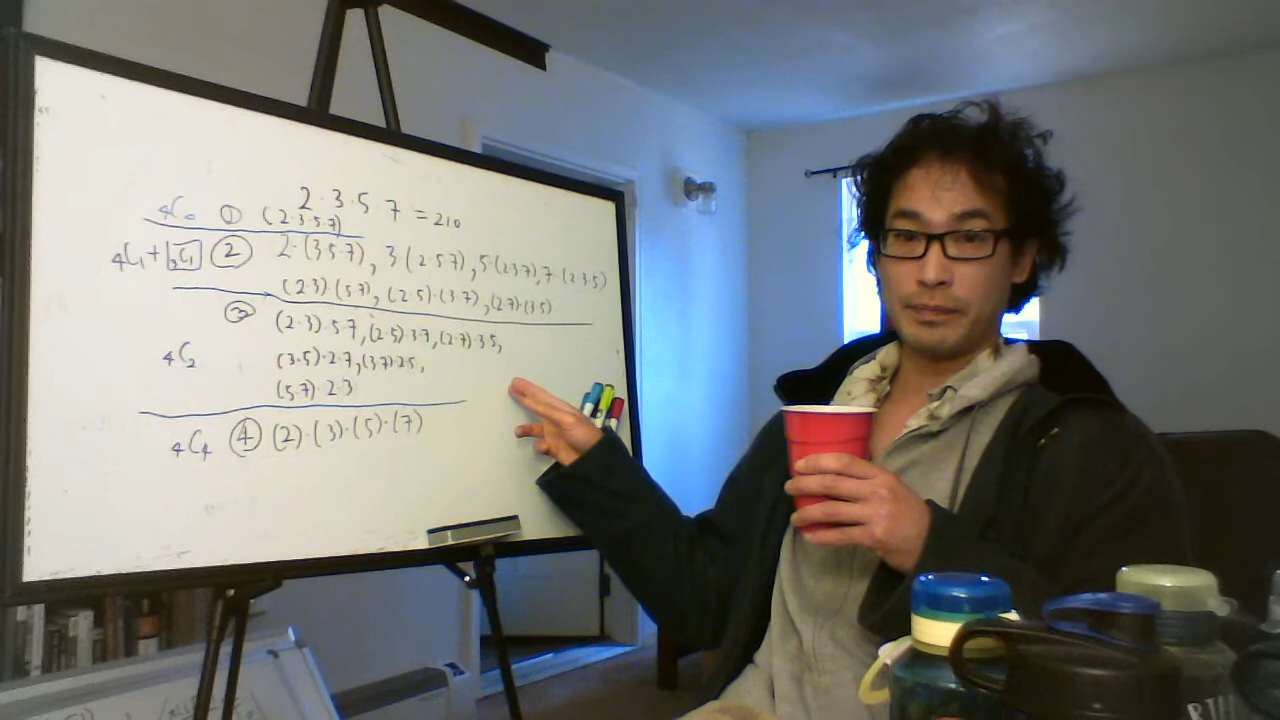 2·3·5·7 = 210
4C0 ① (2·3·5·7)
4C1+3C1 ② 2·(3·5·7), 3·(2·5·7), 5·(2·3·7), 7·(2·3·5)
(2·3)·(5·7), (2·5)·(3·7), (2·7)·(3·5)
③ (2·3)·5·7, (2·5)·3·7, (2·7)·3·5,
4C2 (3·5)·2·7, (3·7)·2·5,
(5·7)·2·3
4C4 ④ (2)·(3)·(5)·(7)